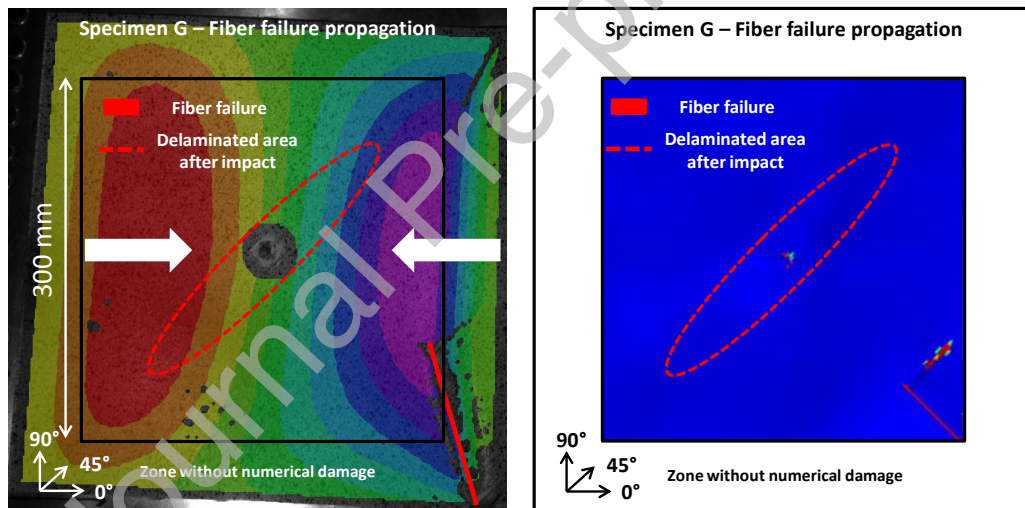 Specimen G – Fiber failure propagation
Fiber failure
Delaminated area
after impact
300 mm
90°
45°
0°
Zone without numerical damage
Specimen G – Fiber failure propagation
Fiber failure
Delaminated area
after impact
90°
45°
0°
Zone without numerical damage
Journal Pre-p